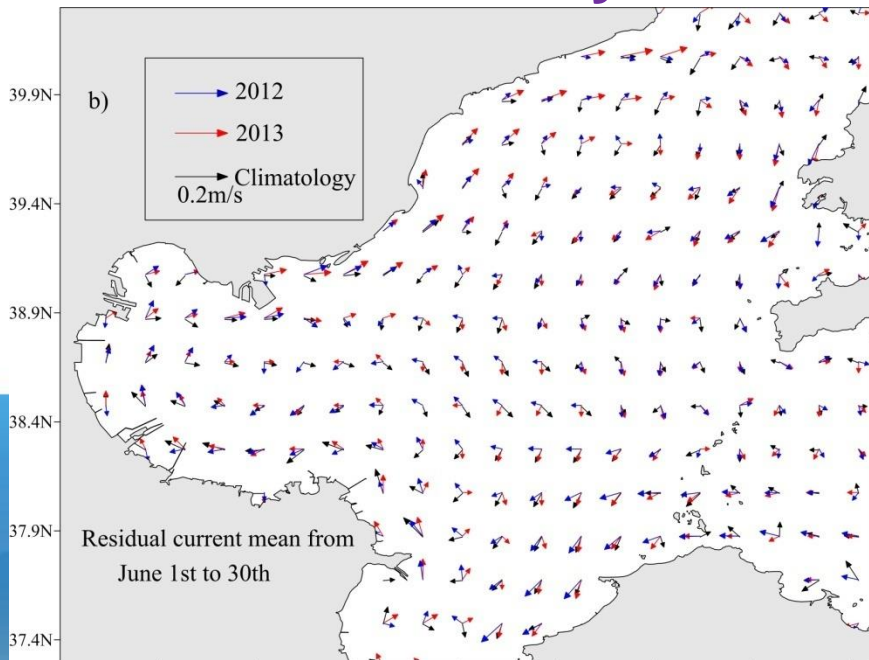 b)
2012
2013
Climatology
0.2m/s
39.9N
39.4N
38.9N
38.4N
37.9N
37.4N
Residual current mean from
June 1st to 30th